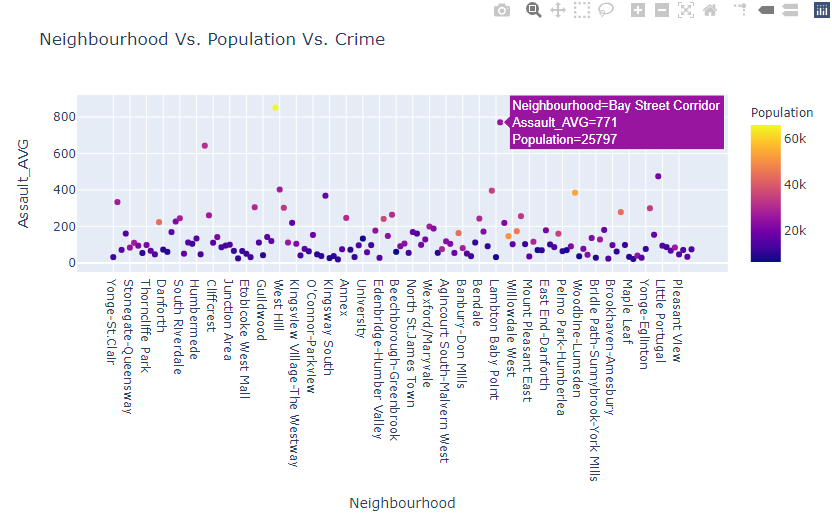 Neighbourhood Vs. Population Vs. Crime
Neighbourhood=Bay Street Corridor
Assault_AVG=771
Population=25797
Population
60k
40k
20k
Assault_AVG
800
600
400
200
0
Yonge-St.Clair
Stonegate-Queensway
Thorncliffe Park
Danforth
South Riverdale
Humbermede
Cliffcrest
Junction Area
Etobicoke West Mall
Guildwood
West Hill
Kingsview Village-The Westway
O'Connor-Parkview
Kingsway South
Annex
University
Edenbridge-Humber Valley
Beechborough-Greenbrook
North St.James Town
Wexford/Maryvale
Agincourt South-Malvern West
Banbury-Don Mills
Bendale
Lambton Baby Point
Willowdale West
Mount Pleasant East
East End-Danforth
Pelmo Park-Humberlea
Woodbine-Lumsden
Birdle Path-Sunnybrook-York Mills
Brookhaven-Amesbury
Maple Leaf
Yonge-Eglinton
Little Portugal
Pleasant View
Neighbourhood